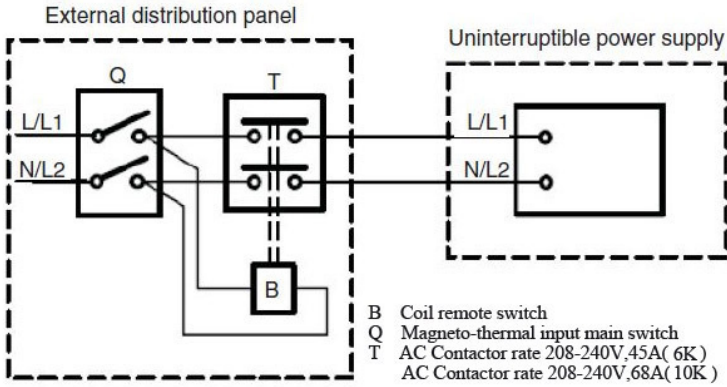 External distribution panel
Uninterruptible power supply
Q
T
L/L1
L/L1
N/L2
N/L2
B
B Coil remote switch
Q Magneto-thermal input main switch
T AC Contactor rate 208-240V,45A( 6K )
AC Contactor rate 208-240V,68A( 10K )